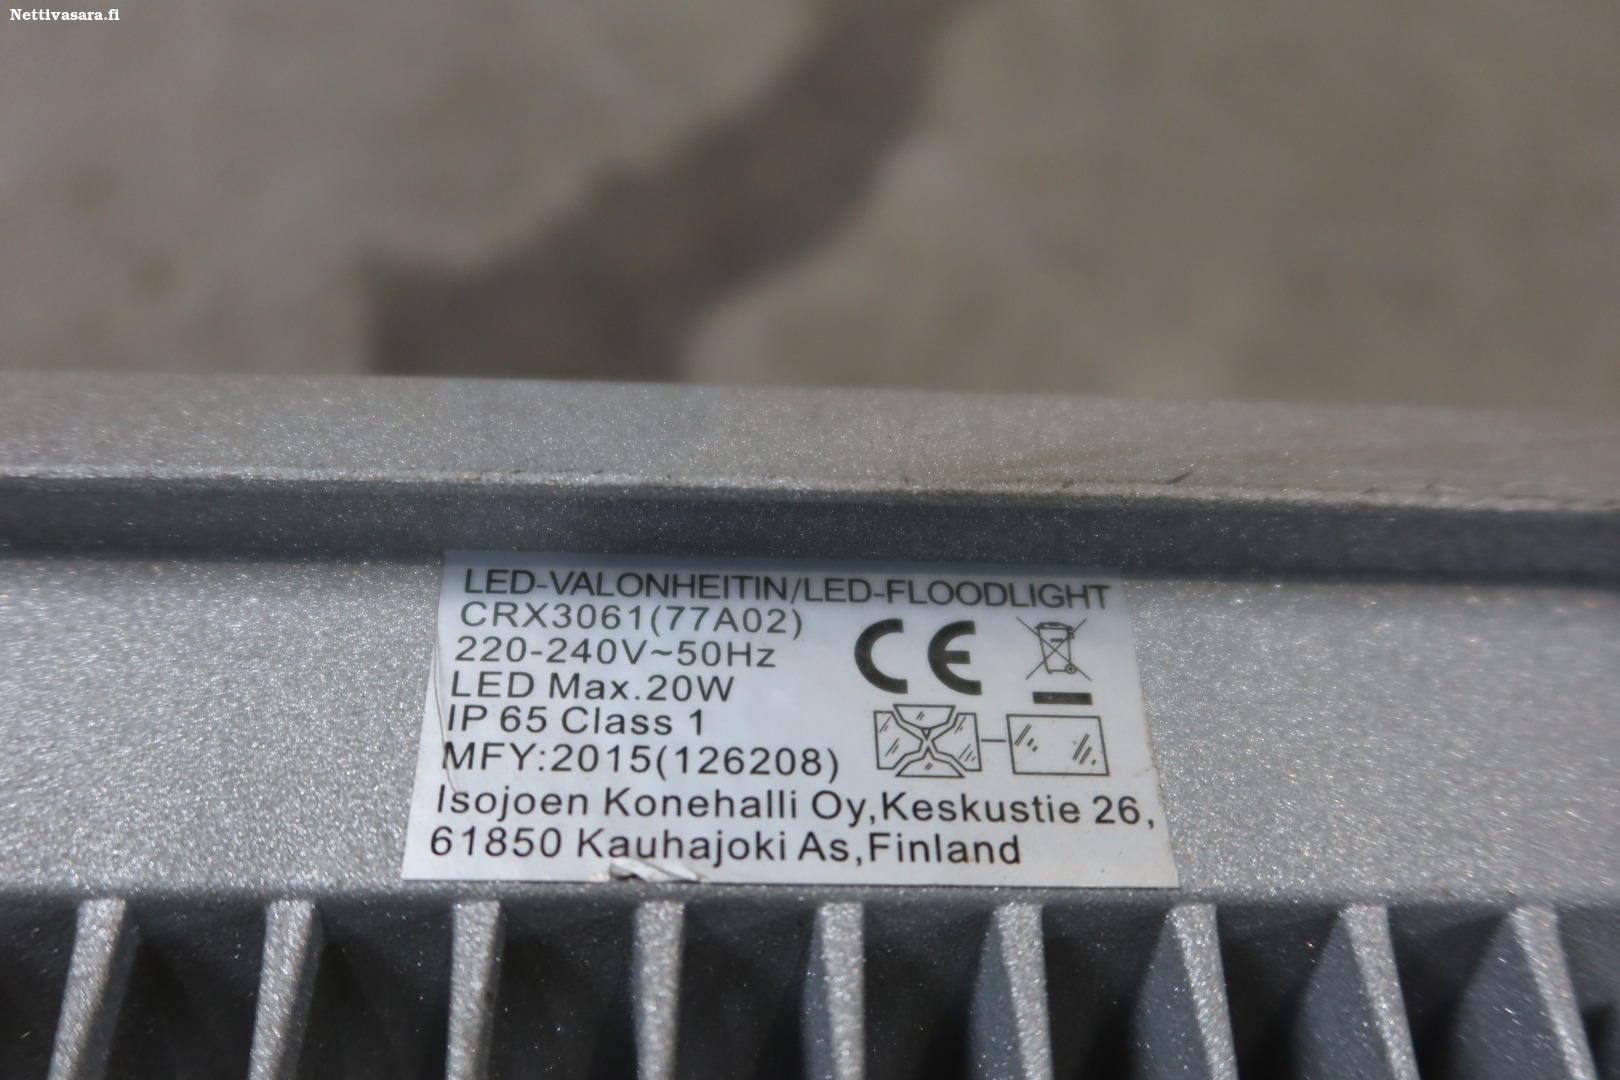 Nettivasara.fi
LED-VALONHEITIN/LED-FLOODLIGHT
CRX3061(77A02)
220-240V~50Hz
LED Max.20W
IP 65 Class 1
MFY:2015(126208)
CE
Isojoen Konehalli Oy,Keskustie 26,
61850 Kauhajoki As,Finland